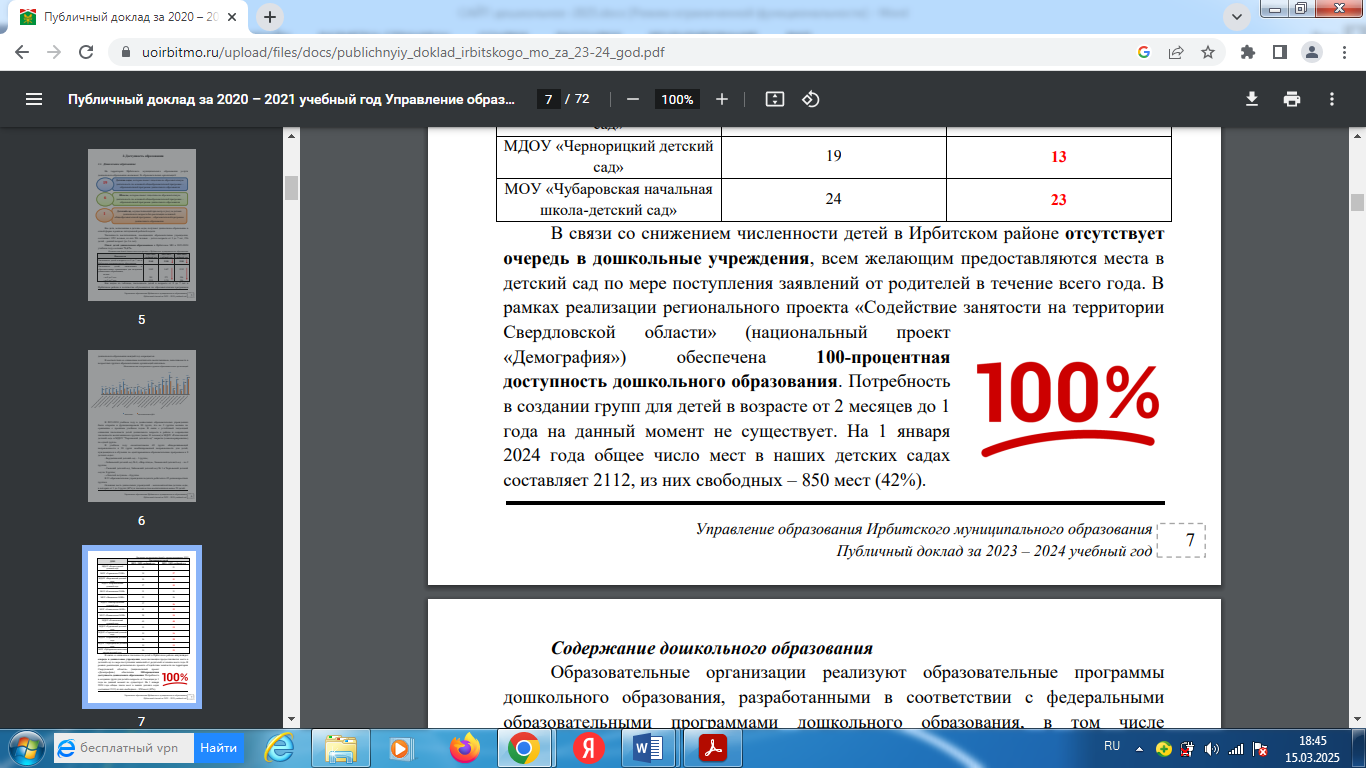 Публичный доклад за 2020 – 20
uoirbitmo.ru/upload/files/docs/publichnyiy_doklad_irbitskogo_mo_za_23-24_god.pdf
Публичный доклад за 2020 – 2021 учебный год Управление образ...
7 / 72
100%
5
6
7
100%
МДОУ «Чернорицкий детский
сад»
19
13
МОУ «Чубаровская начальная
школа-детский сад»
24
23
В связи со снижением численности детей в Ирбитском районе отсутствует
очередь в дошкольные учреждения, всем желающим предоставляются места в
детский сад по мере поступления заявлений от родителей в течение всего года. В
рамках реализации регионального проекта «Содействие занятости на территории
Свердловской области» (национальный проект
«Демография») обеспечена 100-процентная
доступность дошкольного образования. Потребность
в создании групп для детей в возрасте от 2 месяцев до 1
года на данный момент не существует. На 1 января
2024 года общее число мест в наших детских садах
составляет 2112, из них свободных – 850 мест (42%).
100%
Управление образования Ирбитского муниципального образования
Публичный доклад за 2023 – 2024 учебный год
7
Содержание дошкольного образования
Образовательные организации реализуют образовательные программы
дошкольного образования, разработанными в соответствии с федеральными
образовательными программами дошкольного образования, в том числе
бесплатный vpn
Найти
RU
18:45
15.03.2025